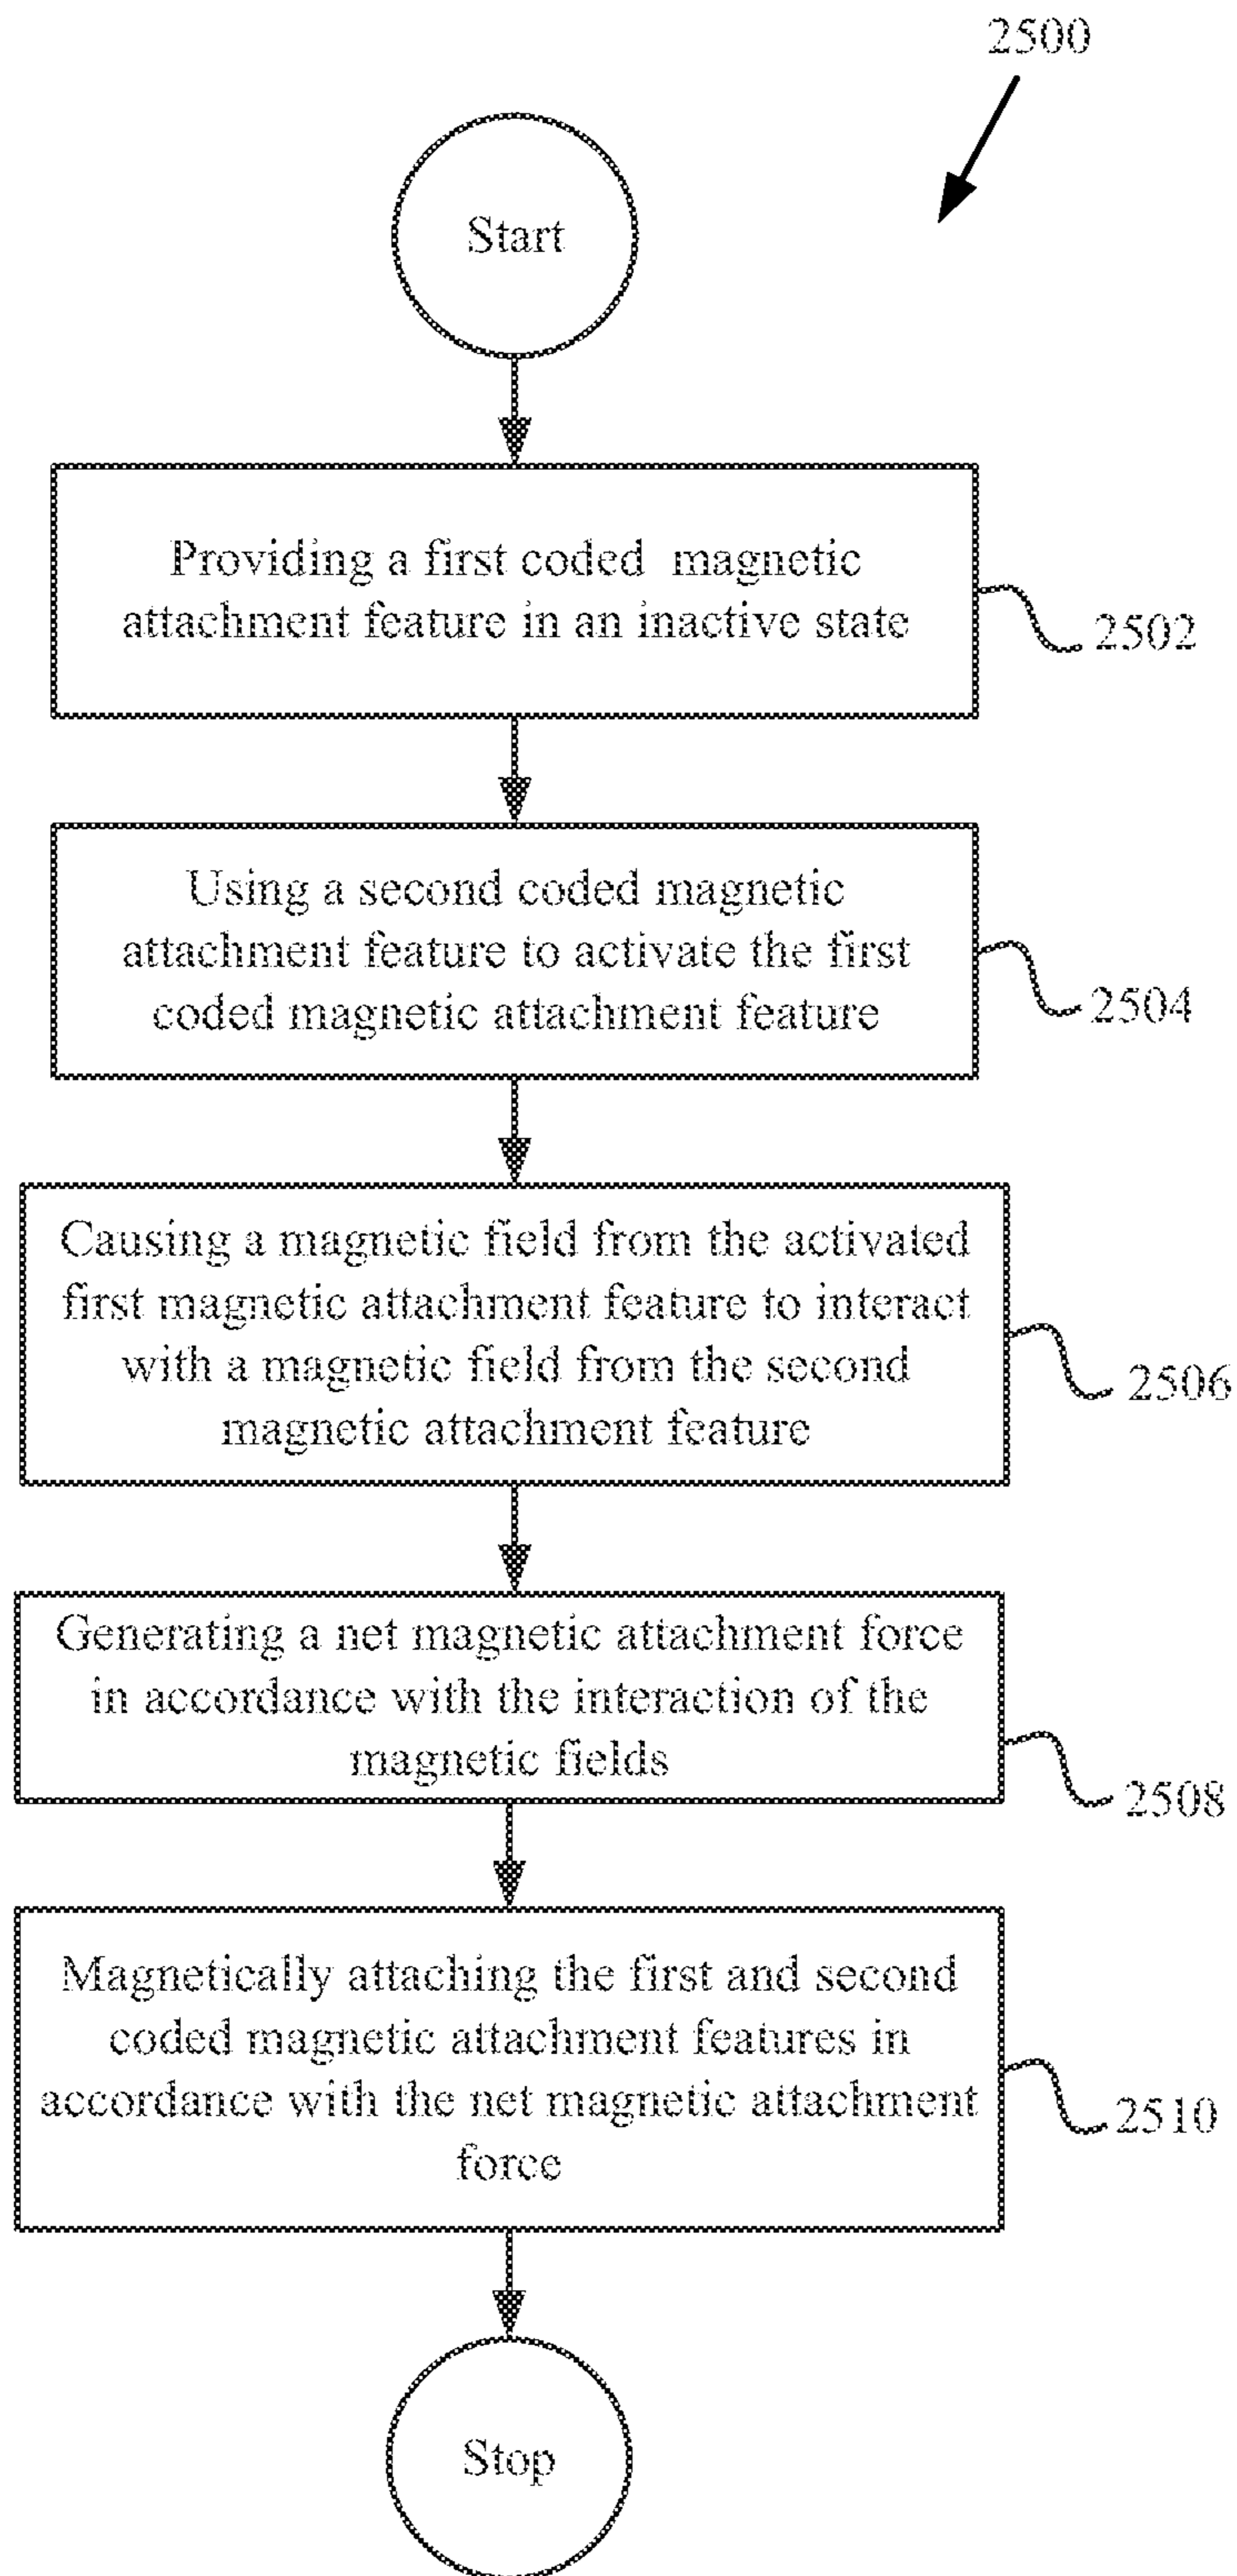 2500
Start
Providing a first coded magnetic
attachment feature in an inactive state
2502
Using a second coded magnetic
attachment feature to activate the first
coded magnetic attachment feature
2504
Causing a magnetic field from the activated
first magnetic attachment feature to interact
with a magnetic field from the second
magnetic attachment feature
2506
Generating a net magnetic attachment force
in accordance with the interaction of the
magnetic fields
2508
Magnetically attaching the first and second
coded magnetic attachment features in
accordance with the net magnetic attachment
force
2510
Stop